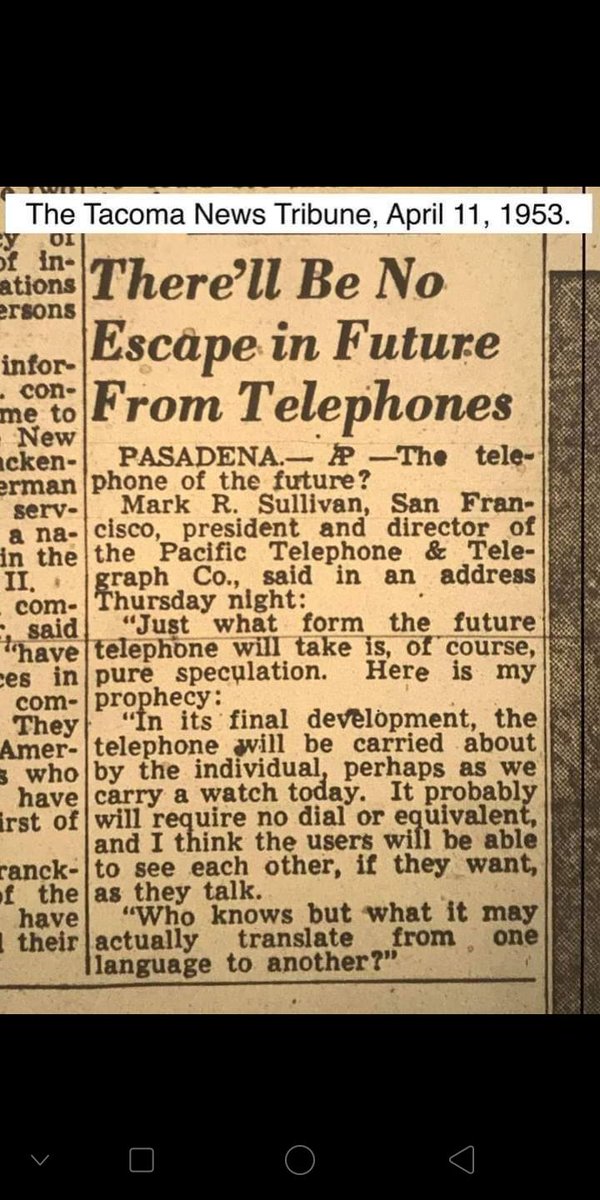 The Tacoma News Tribune, April 11, 1953.
of in-
ations
ersons
infor-
. con-
me to
New
acken-
erman
serv-
a na-
in the
II.
com-
, said
"have
ces in
com-
They
Amer-
s who
have
irst of
ranck-
of the
have
their
There'll Be No
Escape in Future
From Telephones
PASADENA.— AP —The tele-
phone of the future?
Mark R. Sullivan, San Fran-
cisco, president and director of
the Pacific Telephone & Tele-
graph Co., said in an address
Thursday night:
"Just what form the future
telephone will take is, of course,
pure speculation. Here is my
prophecy:
"In its final development, the
telephone will be carried about
by the individual, perhaps as we
carry a watch today. It probably
will require no dial or equivalent,
and I think the users will be able
to see each other, if they want,
as they talk.
"Who knows but what it may
actually translate from one
language to another?"